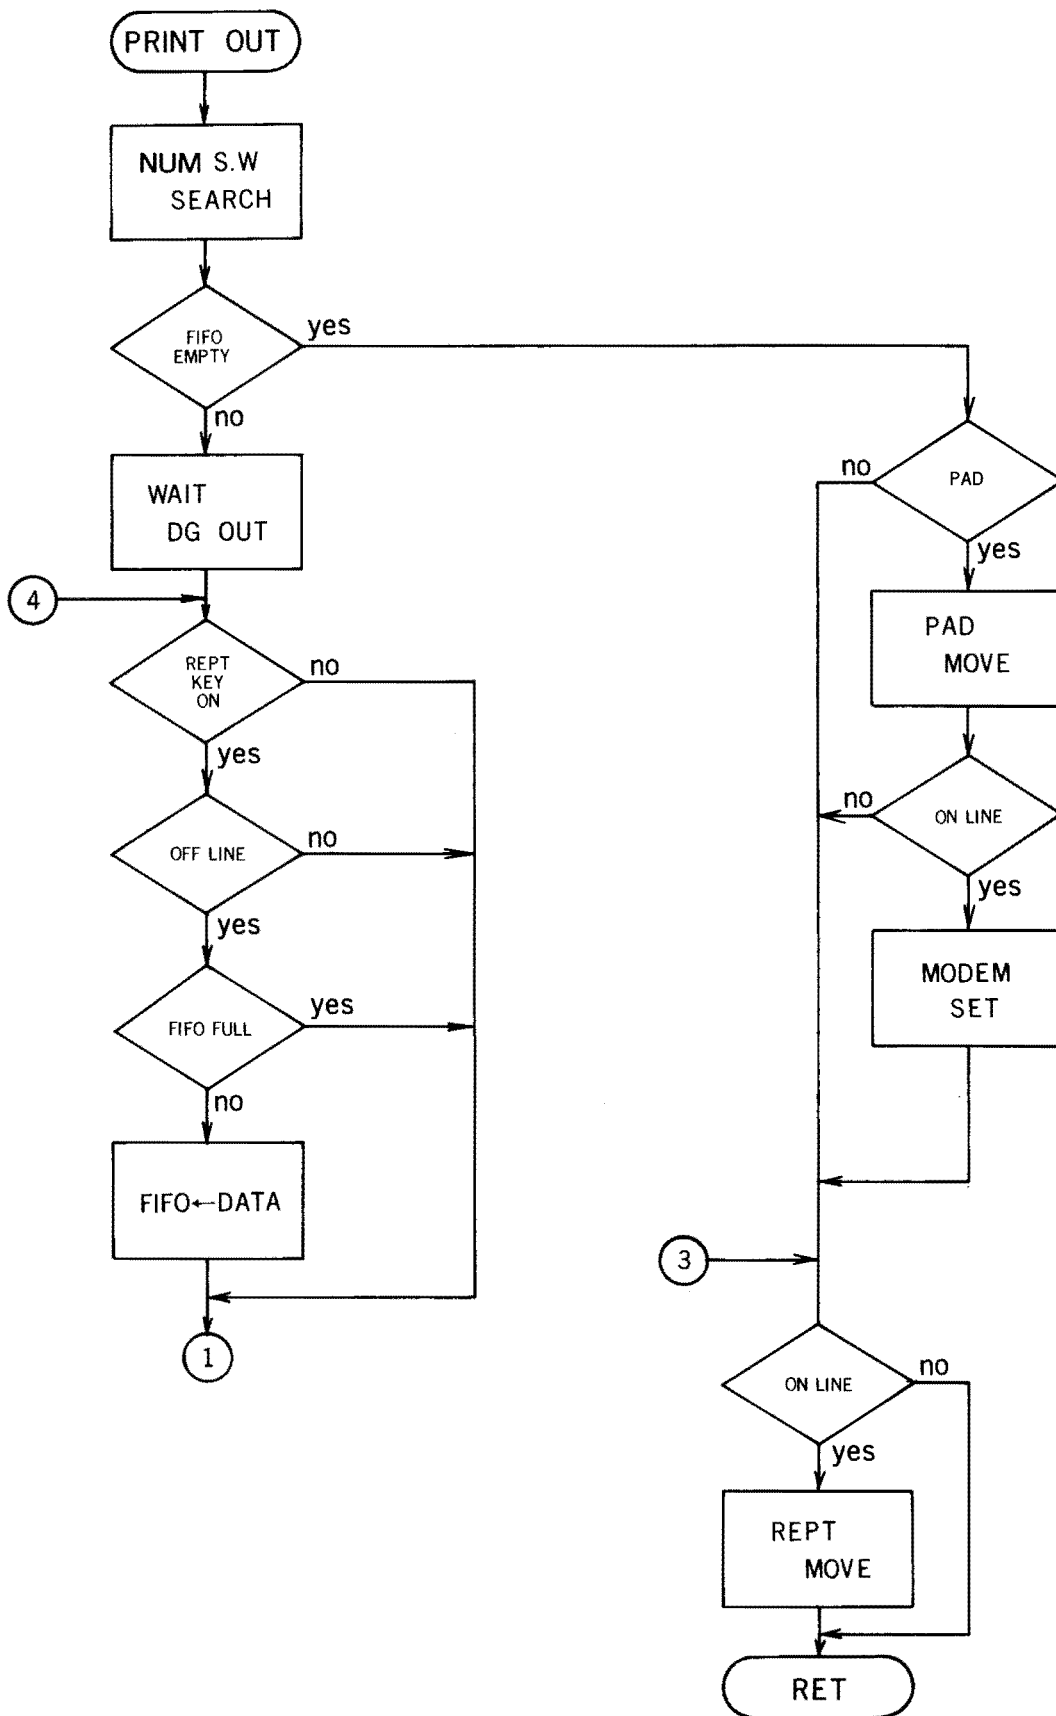 PRINT OUT
NUM S.W
SEARCH
FIFO
EMPTY
yes
no
WAIT
DG OUT
4
REPT
KEY
ON
no
yes
OFF LINE
no
yes
FIFO FULL
yes
no
FIFO←DATA
1
PAD
no
yes
PAD
MOVE
ON LINE
no
yes
MODEM
SET
3
ON LINE
no
yes
REPT
MOVE
RET